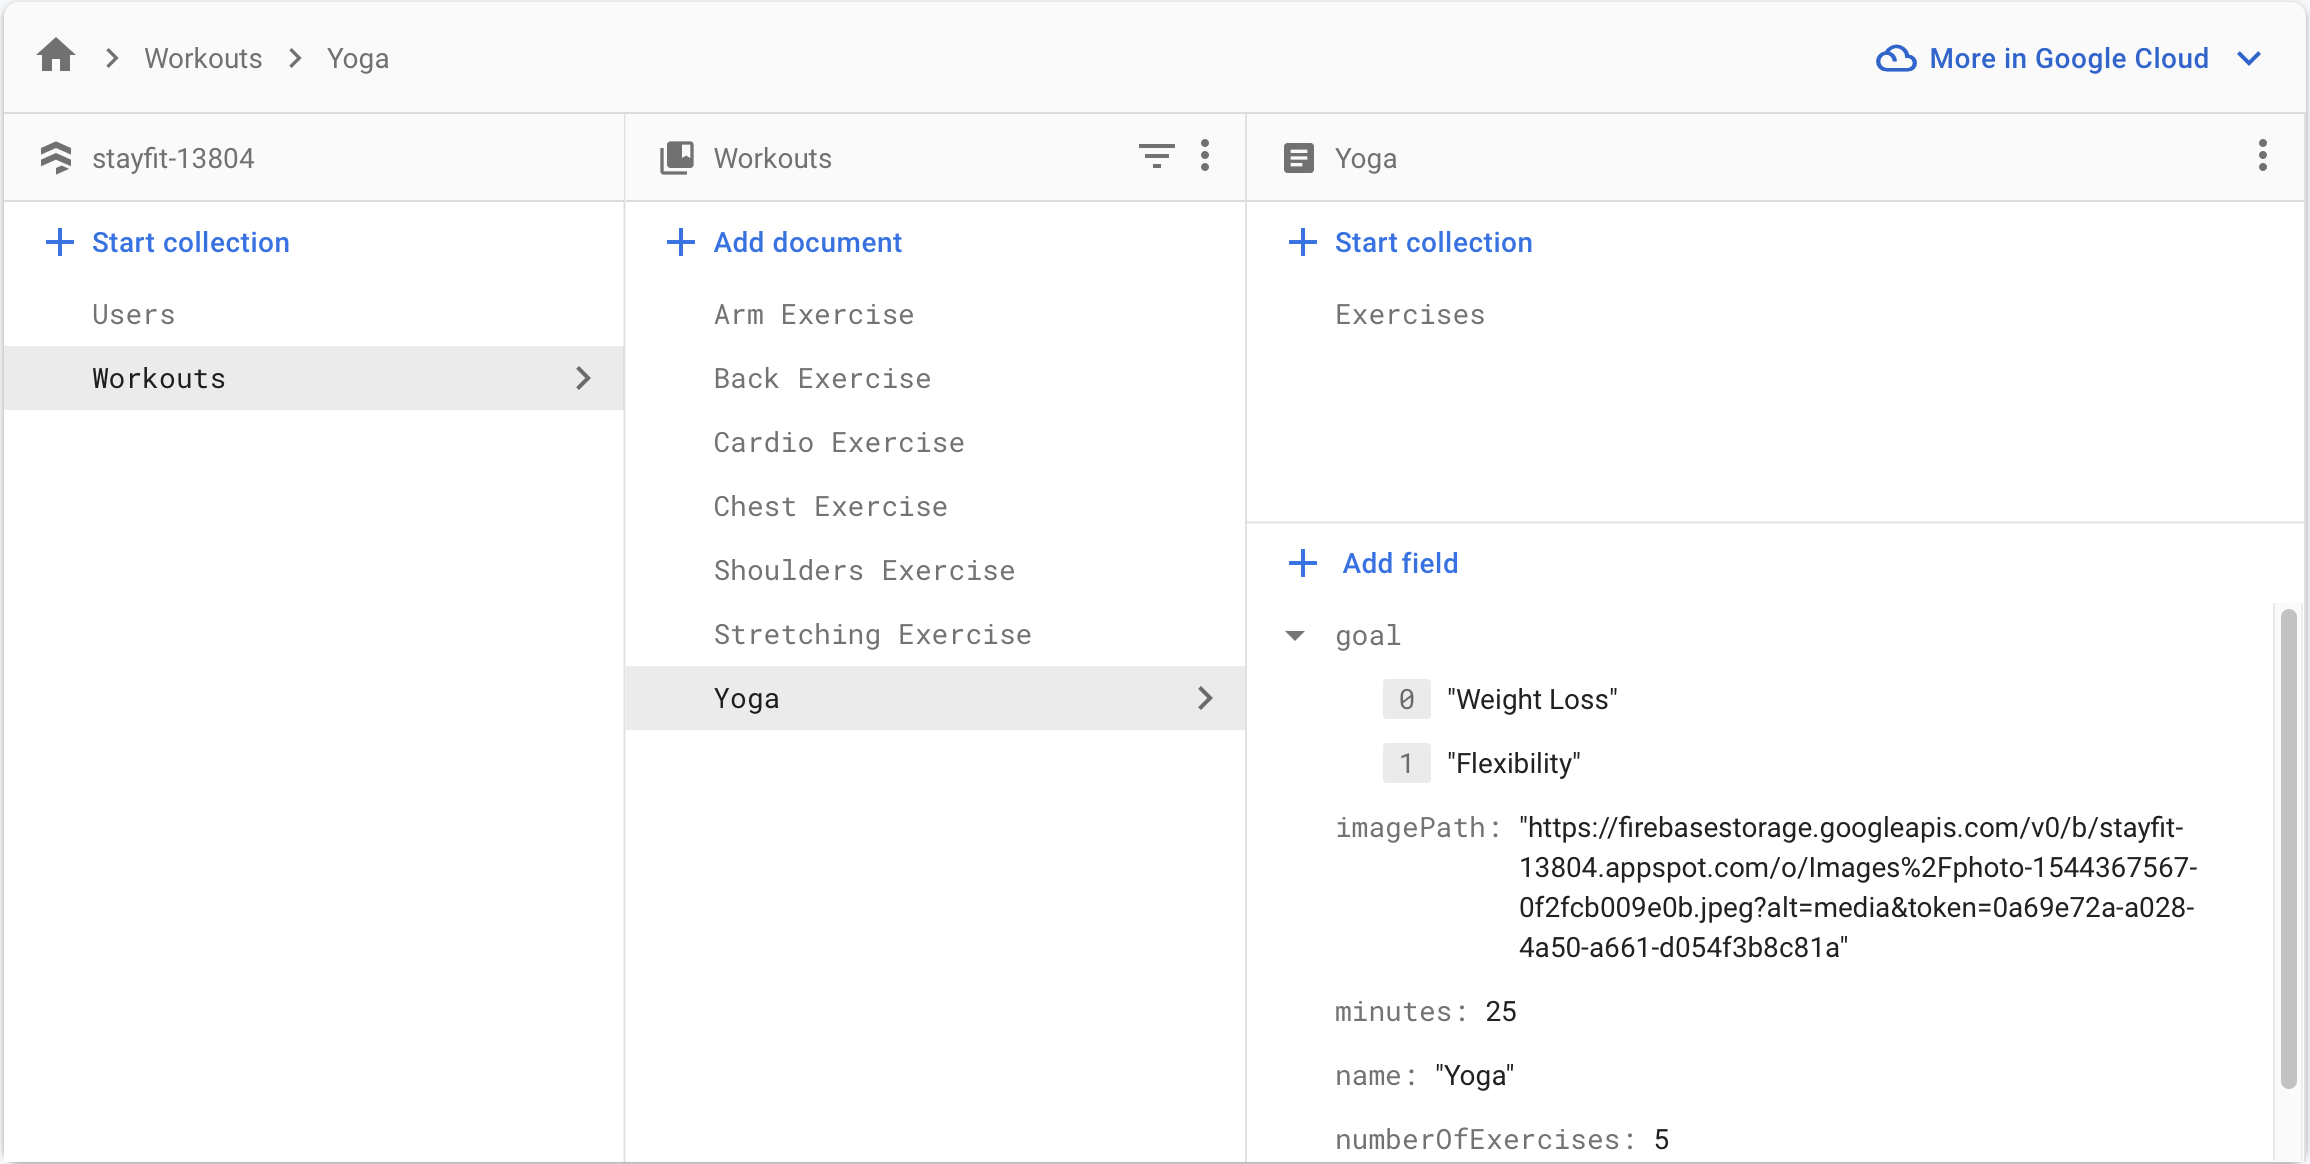 Workouts
Yoga
More in Google Cloud
stayfit-13804
Workouts
Yoga
Start collection
Users
Workouts
Add document
Arm Exercise
Back Exercise
Cardio Exercise
Chest Exercise
Shoulders Exercise
Stretching Exercise
Yoga
Start collection
Exercises
Add field
goal
0 "Weight Loss"
1 "Flexibility"
imagePath: "https://firebasestorage.googleapis.com/v0/b/stayfit-
13804.appspot.com/o/Images%2Fphoto-1544367567-
0f2fcb009e0b.jpeg?alt=media&token=0a69e72a-a028-
4a50-a661-d054f3b8c81a"
minutes: 25
name: "Yoga"
numberOfExercises: 5